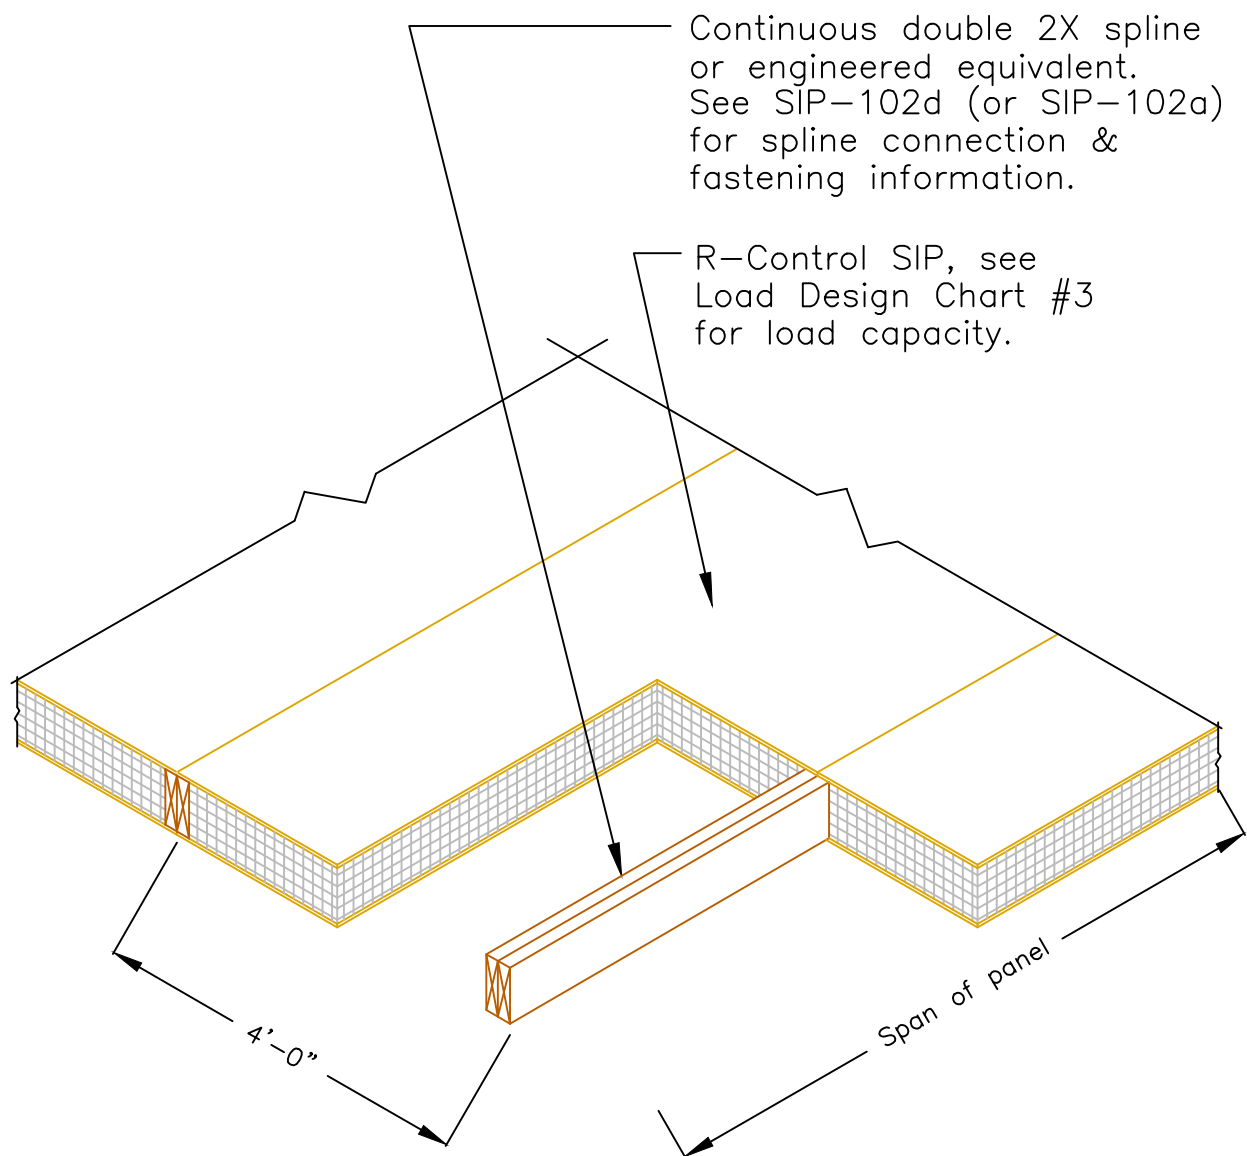 Continuous double 2X spline
or engineered equivalent.
See SIP-102d (or SIP-102a)
for spline connection &
fastening information.
R-Control SIP, see
Load Design Chart #3
for load capacity.
4'-0"
Span of panel